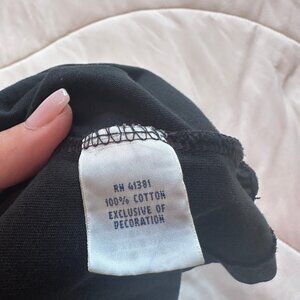 RN 41381
100% COTTON
EXCLUSIVE OF
DECORATION